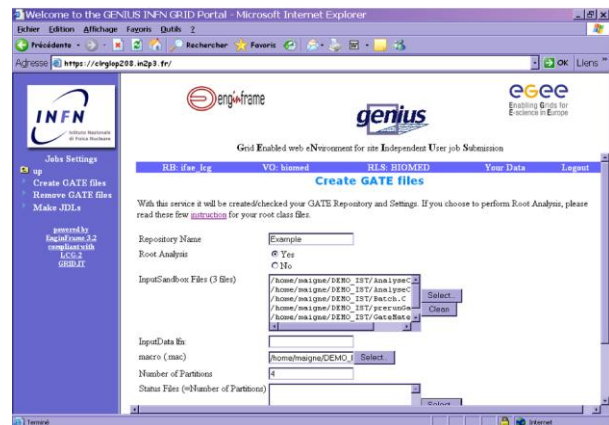 Welcome to the GENIUS INFN GRID Portal - Microsoft Internet Explorer
Fichier Edition Affichage Favoris Outils ?
Précédente Rechercher Favoris
Adresse https://clrglop208.in2p3.fr/ OK Liens
INFN
Istituto Nazionale
di Fisica Nucleare
enginframe
genius
egee
Enabling Grids for
E-science in Europe
Grid Enabled web eNvironment for site Independent User job Submission
RB: ifae_lcg VO: biomed RLS: BIOMED Your Data Logout
Jobs Settings
up
Create GATE files
Remove GATE files
Make JDLs
powered by
EnginFrame 3.2
compliant with
LCG-2
GRID.IT
Create GATE files
With this service it will be created/checked your GATE Repository and Settings. If you choose to perform Root Analysis, please
read these few instruction for your root class files.
Repository Name Example
Root Analysis Yes
No
InputSandbox Files (3 files)
/home/maigne/DEMO_IST/AnalyseC
/home/maigne/DEMO_IST/AnalyseC
/home/maigne/DEMO_IST/Batch.C
/home/maigne/DEMO_IST/prerunGa
/home/maigne/DEMO_IST/GateMate
Select..
Clean
InputData lfn:
macro (.mac) /home/maigne/DEMO_I Select..
Number of Partitions 4
Status Files (=Number of Partitions)
Select
Terminé Internet